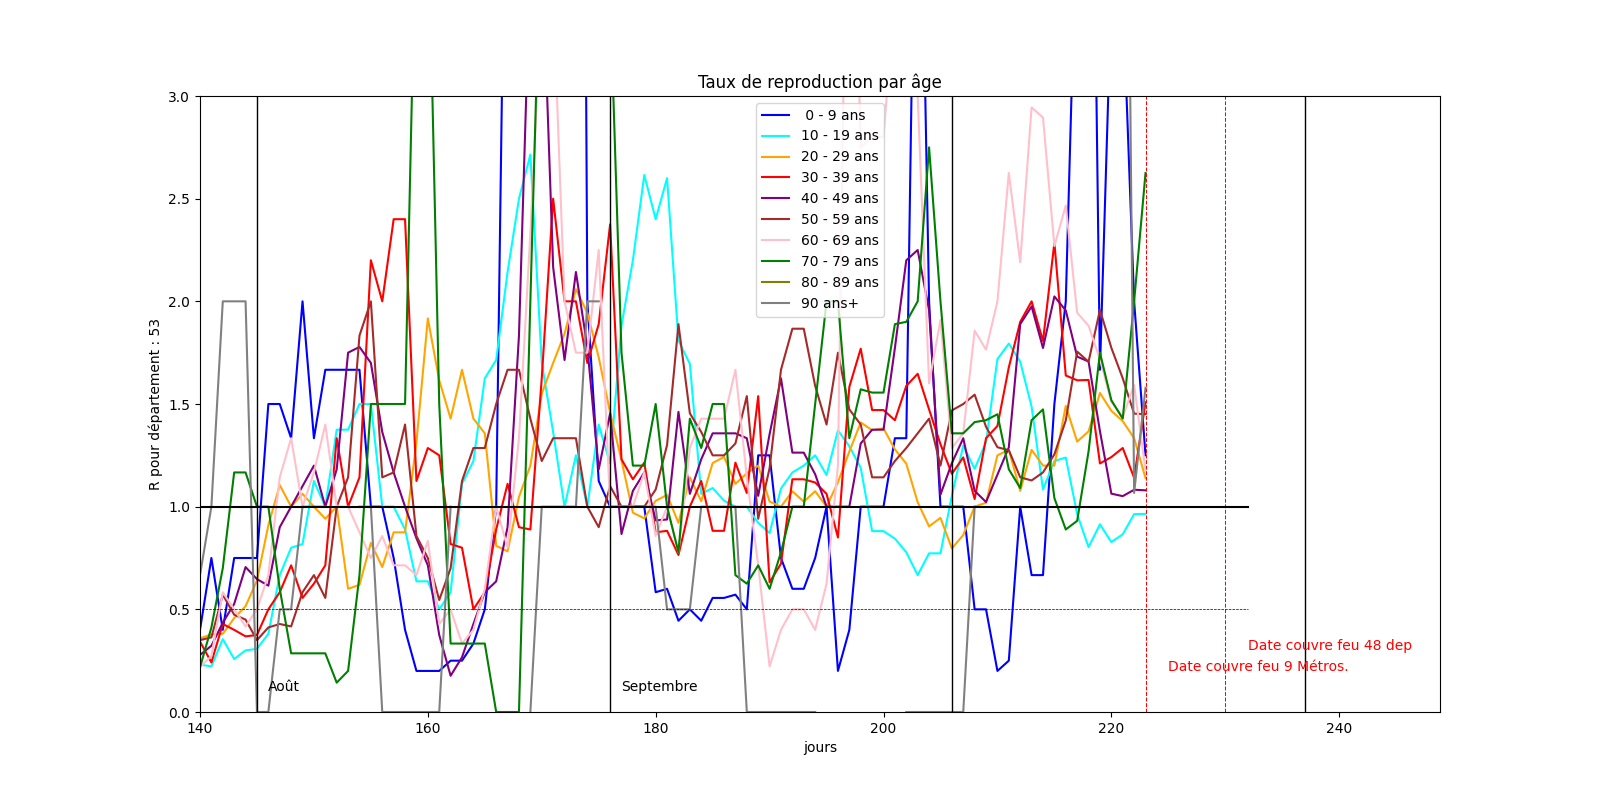 Taux de reproduction par âge
3.0
2.5
2.0
1.5
1.0
0.5
0.0
R pour département : 53
0 - 9 ans
10 - 19 ans
20 - 29 ans
30 - 39 ans
40 - 49 ans
50 - 59 ans
60 - 69 ans
70 - 79 ans
80 - 89 ans
90 ans+
Date couvre feu 48 dep
Date couvre feu 9 Métros.
Août
Septembre
140
160
180
200
220
240
jours